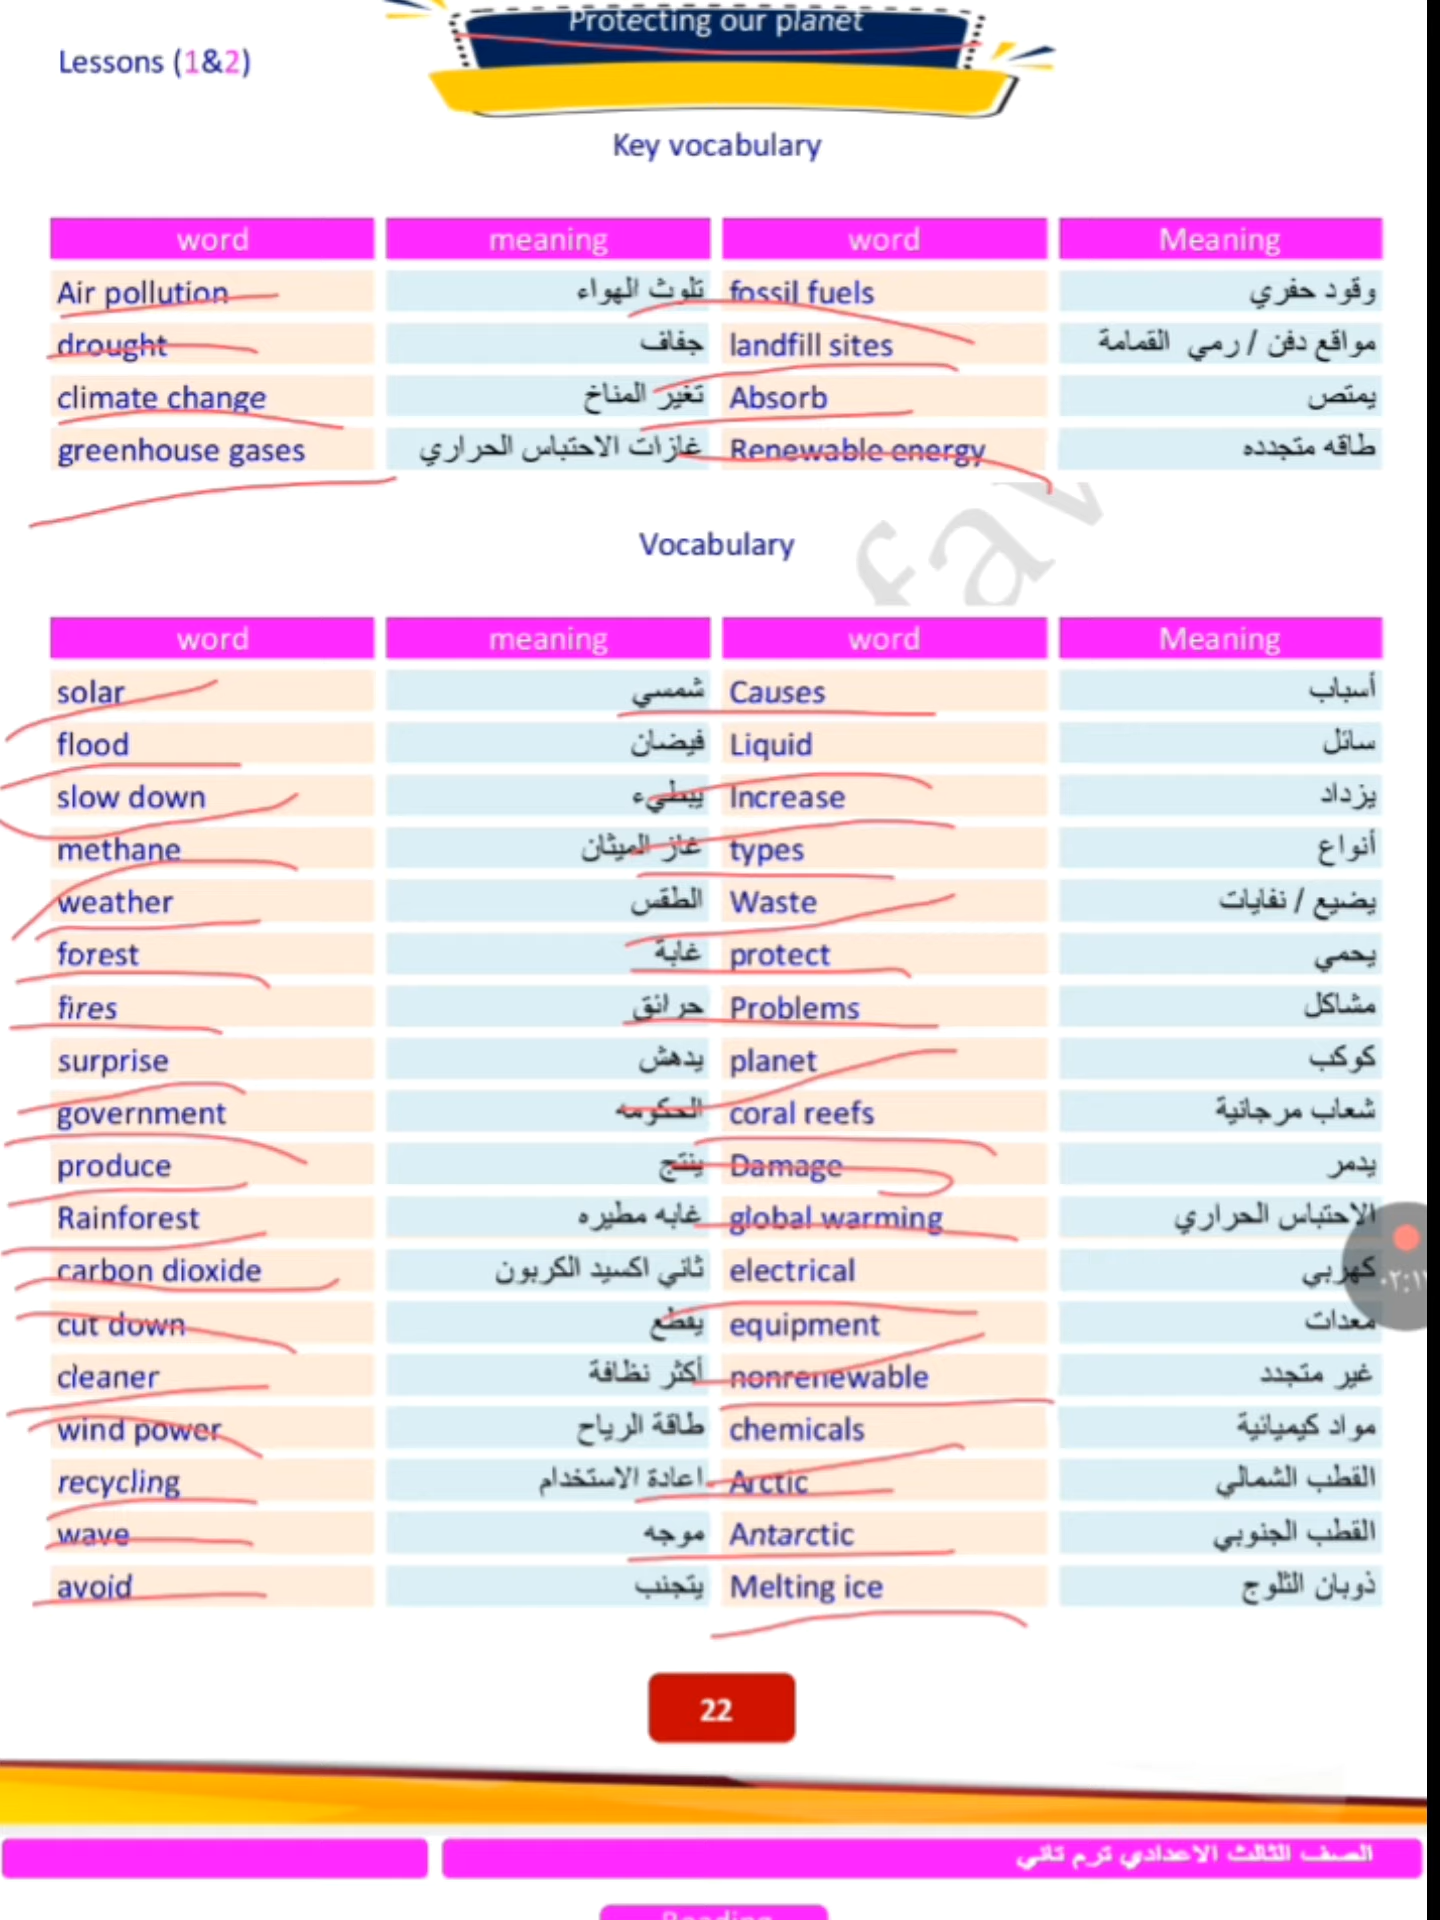 Protecting our planet
Lessons (1&2)
Key vocabulary
word meaning word Meaning
Air pollution تلوث الهواء fossil fuels وقود حفري
drought جفاف landfill sites مواقع دفن / رمي القمامة
climate change تغير المناخ Absorb يمتص
greenhouse gases غازات الاحتباس الحراري Renewable energy طاقه متجدده
fav
Vocabulary
word meaning word Meaning
solar شمسي Causes أسباب
flood فيضان Liquid سائل
slow down يبطيء Increase يزداد
methane غاز الميثان types أنواع
weather الطقس Waste يضيع / نفايات
forest غابة protect يحمي
fires حرائق Problems مشاكل
surprise يدهش planet كوكب
government الحكومه coral reefs شعاب مرجانية
produce ينتج Damage يدمر
Rainforest غابه مطيره global warming الاحتباس الحراري
carbon dioxide ثاني اكسيد الكربون electrical كهربي
cut down يقطع equipment معدات
cleaner أكثر نظافة nonrenewable غير متجدد
wind power طاقة الرياح chemicals مواد كيميائية
recycling اعادة الاستخدام Arctic القطب الشمالي
wave موجه Antarctic القطب الجنوبي
avoid يتجنب Melting ice ذوبان الثلوج
22
الصف الثالث الاعدادي ترم تاني
Reading